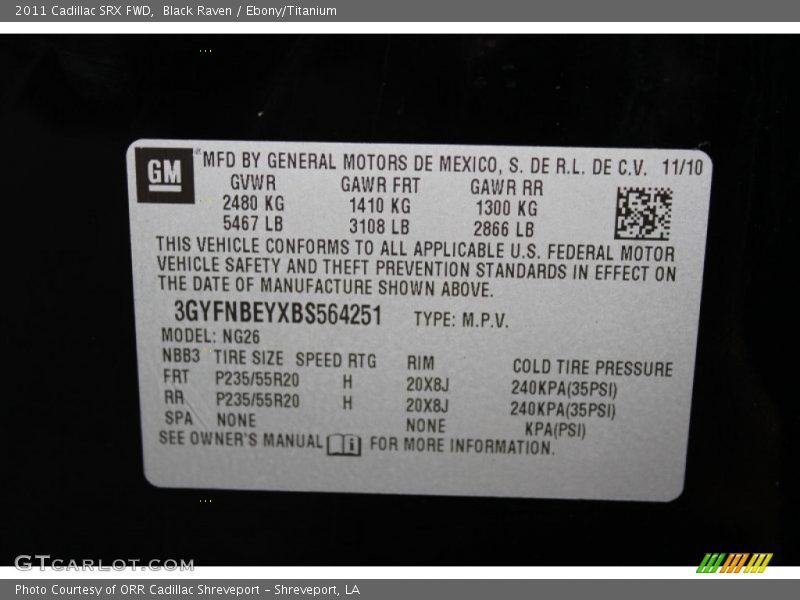 2011 Cadillac SRX FWD, Black Raven / Ebony/Titanium
GM MFD BY GENERAL MOTORS DE MEXICO, S. DE R.L. DE C.V. 11/10
GVWR GAWR FRT GAWR RR
2480 KG 1410 KG 1300 KG
5467 LB 3108 LB 2866 LB
THIS VEHICLE CONFORMS TO ALL APPLICABLE U.S. FEDERAL MOTOR
VEHICLE SAFETY AND THEFT PREVENTION STANDARDS IN EFFECT ON
THE DATE OF MANUFACTURE SHOWN ABOVE.
3GYFNBEYXBS564251 TYPE: M.P.V.
MODEL: NG26
NBB3 TIRE SIZE SPEED RTG RIM COLD TIRE PRESSURE
FRT P235/55R20 H 20X8J 240KPA(35PSI)
RR P235/55R20 H 20X8J 240KPA(35PSI)
SPA NONE NONE KPA(PSI)
SEE OWNER'S MANUAL i FOR MORE INFORMATION.
GTCARLOT.COM
Photo Courtesy of ORR Cadillac Shreveport - Shreveport, LA